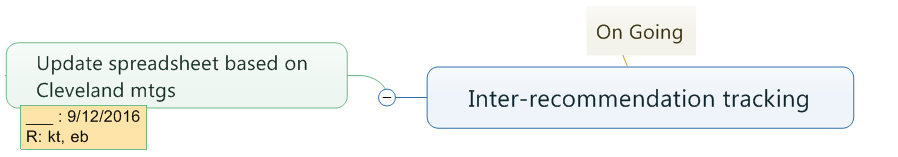 On Going
Update spreadsheet based on
Cleveland mtgs
Inter-recommendation tracking
___ : 9/12/2016
R: kt, eb